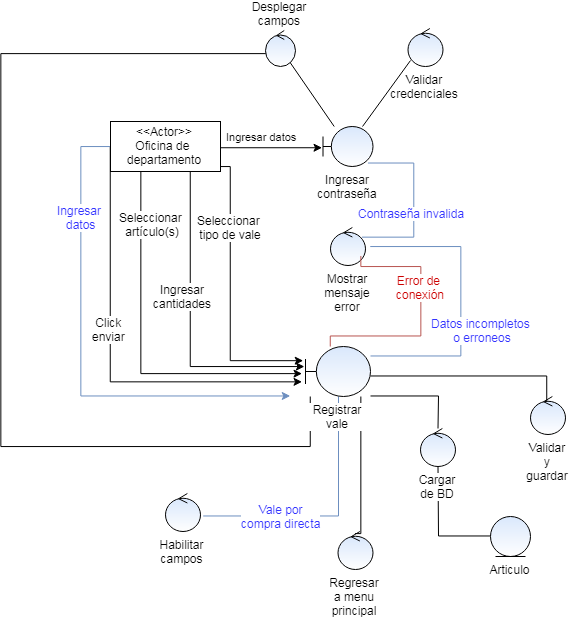 Desplegar
campos
Validar
credenciales
<<Actor>>
Oficina de
departamento
Ingresar datos
Ingresar
contraseña
Ingresar
datos
Seleccionar
artículo(s)
Seleccionar
tipo de vale
Contraseña invalida
Mostrar
mensaje
error
Error de
conexión
Ingresar
cantidades
Click
enviar
Datos incompletos
o erroneos
Registrar
vale
Validar
y
guardar
Cargar
de BD
Vale por
compra directa
Habilitar
campos
Regresar
a menu
principal
Articulo